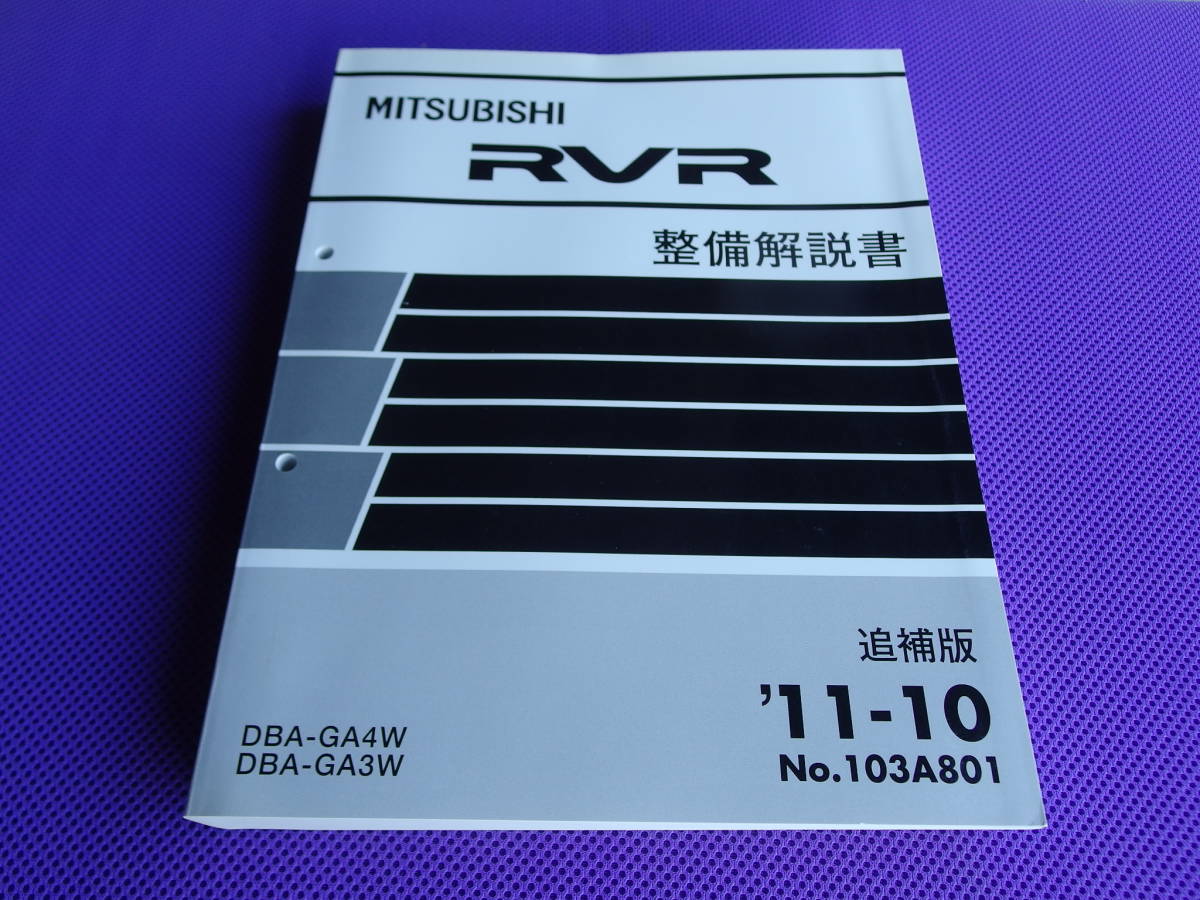 MITSUBISHI
RVR
整備解説書
追補版
'11-10
No.103A801
DBA-GA4W
DBA-GA3W